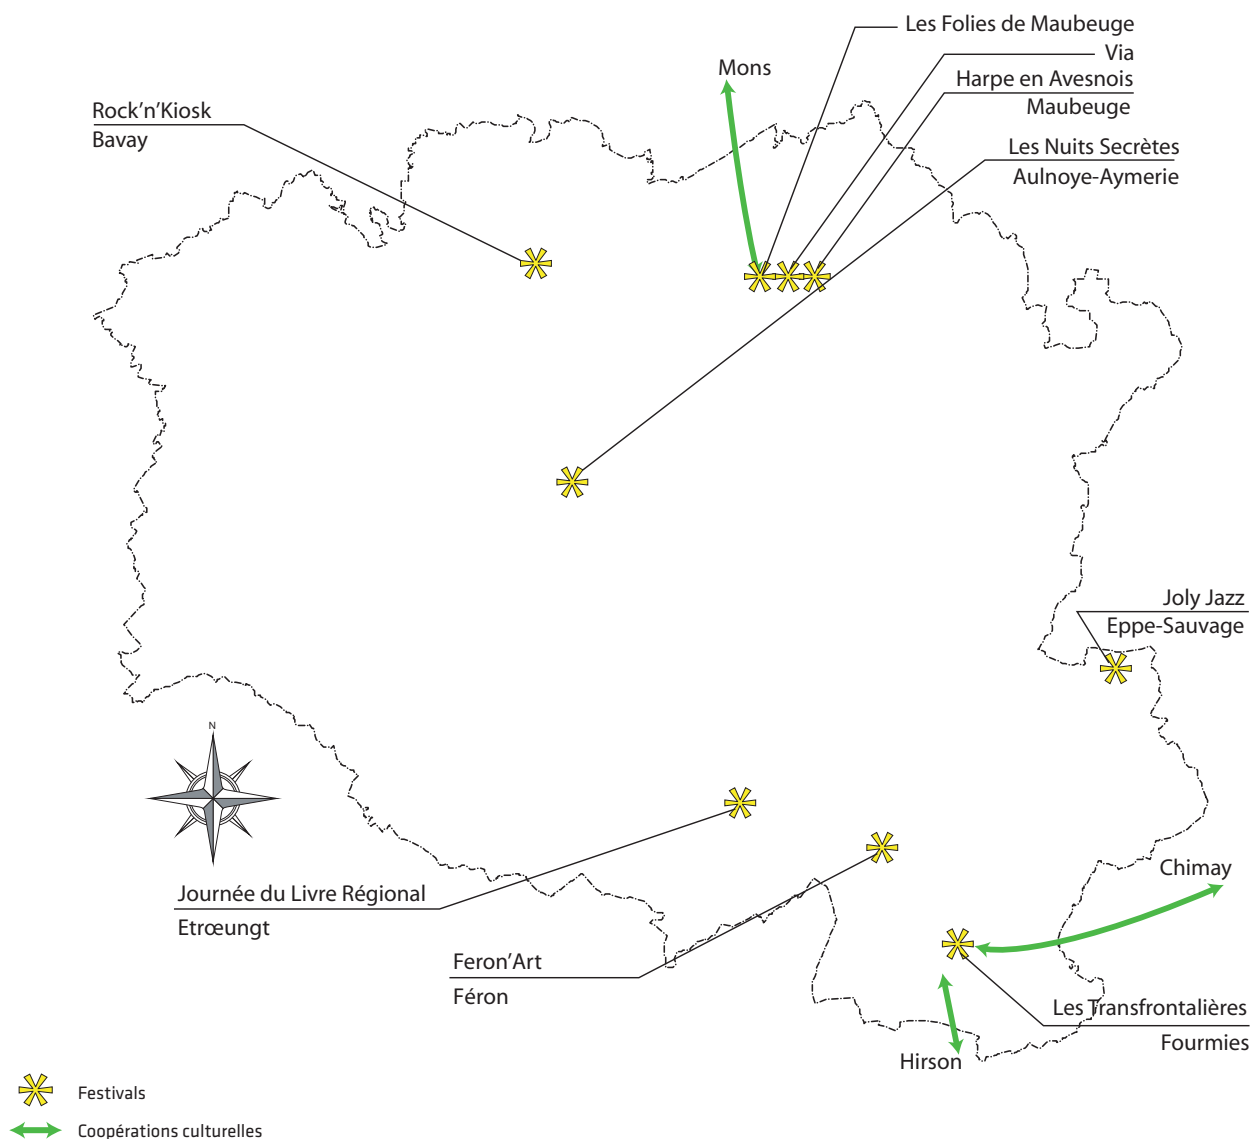 Les Folies de Maubeuge
Via
Mons
Harpe en Avesnois
Maubeuge
Rock'n'Kiosk
Bavay
Les Nuits Secrètes
Aulnoye-Aymerie
Joly Jazz
Eppe-Sauvage
N
Chimay
Journée du Livre Régional
Etrœungt
Feron'Art
Féron
Les Transfrontalières
Fourmies
Hirson
Festivals
Coopérations culturelles